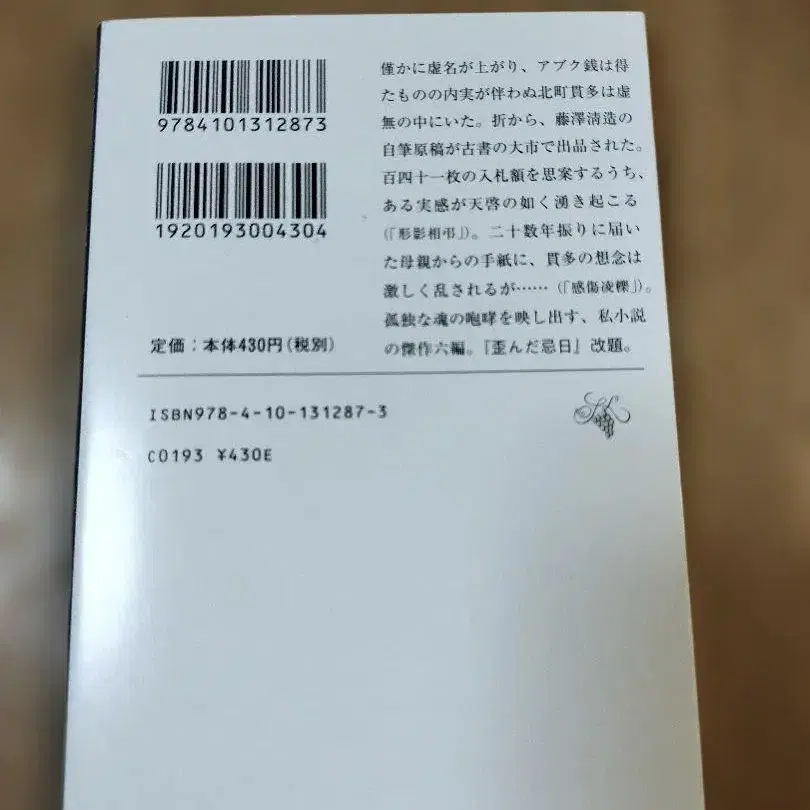 9784101312873
1920193004304
定価：本体430円（税別）
僅かに虚名が上がり、アブク銭は得
たものの内実が伴わぬ北町貫多は虚
無の中にいた。折から、藤澤清造の
自筆原稿が古書の大市で出品された。
百四十一枚の入札額を思案するうち、
ある実感が天啓の如く湧き起こる
（「形影相弔」）。二十数年振りに届い
た母親からの手紙に、貫多の想念は
激しく乱されるが……（「感傷凌轢」）。
孤独な魂の咆哮を映し出す、私小説
の傑作六編。『歪んだ忌日』改題。
ISBN978-4-10-131287-3
C0193 ¥430E